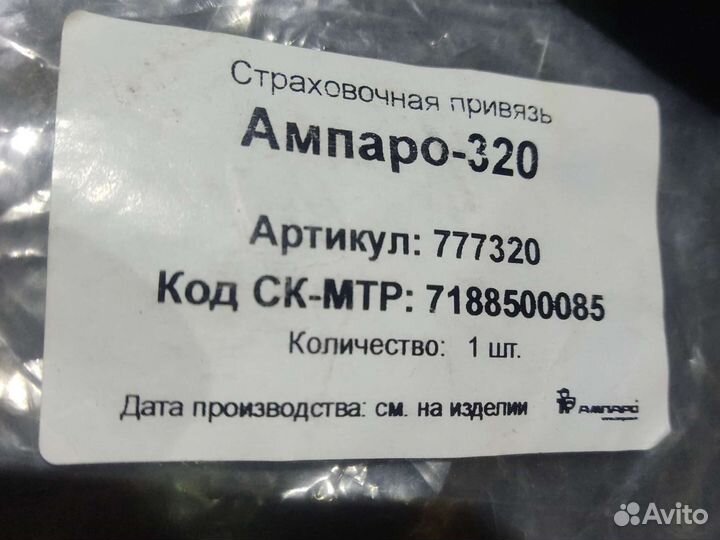 Страховочная привязь
Ампаро-320
Артикул: 777320
Код СК-МТР: 7188500085
Количество: 1 шт.
Дата производства: см. на изделии
АМПАРО
Avito